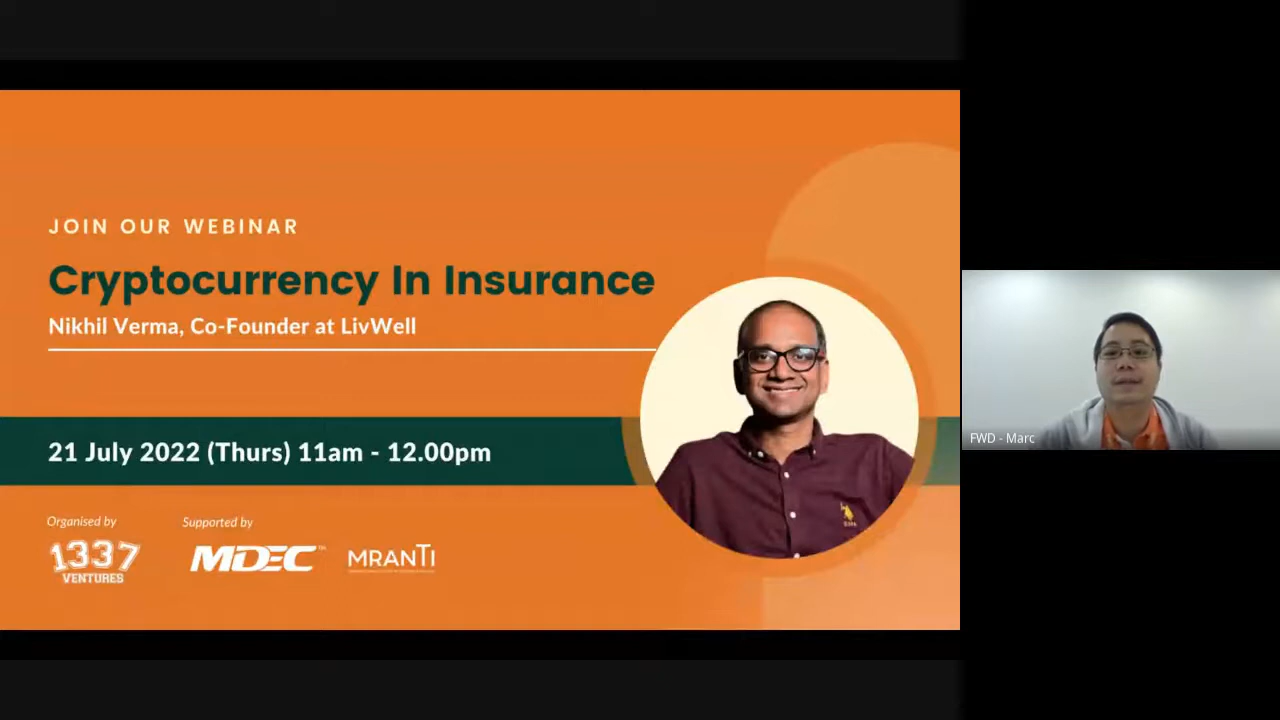 JOIN OUR WEBINAR
Cryptocurrency In Insurance
Nikhil Verma, Co-Founder at LivWell
21 July 2022 (Thurs) 11am - 12.00pm
Organised by
Supported by
1337
VENTURES
MDEC
MRANTI
FWD - Marc